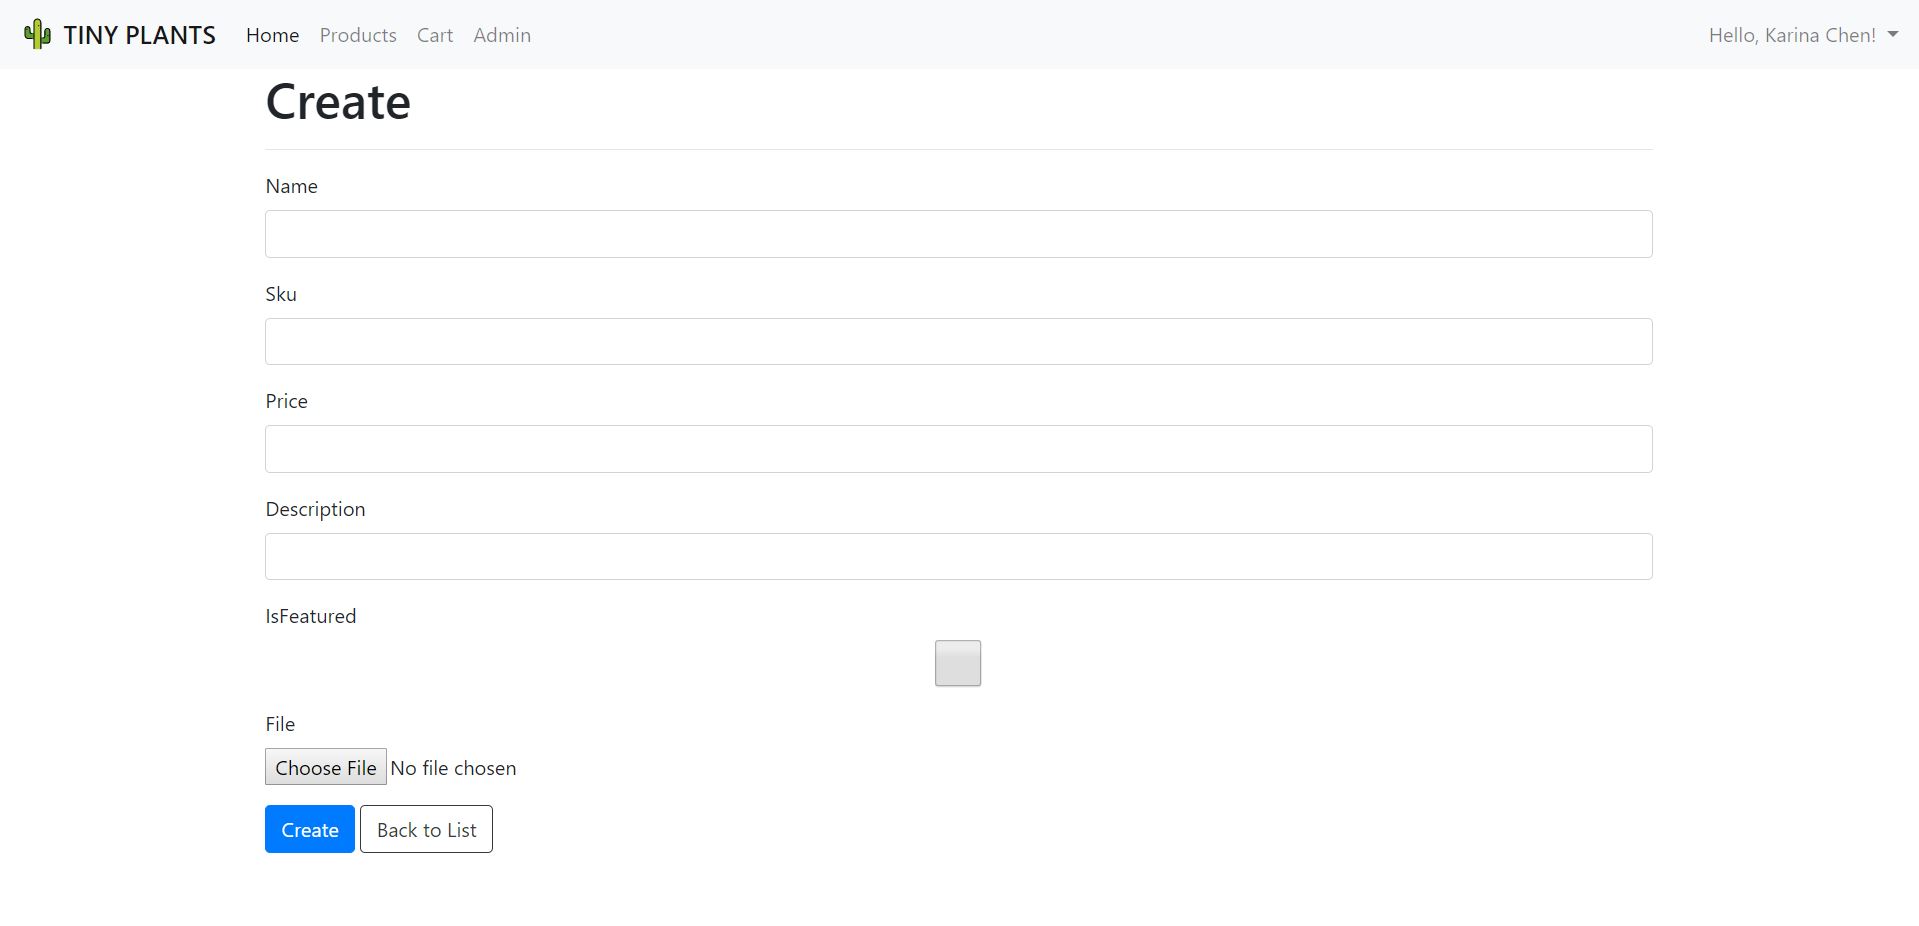 TINY PLANTS Home Products Cart Admin Hello, Karina Chen!
Create
Name
Sku
Price
Description
IsFeatured
File
Choose File No file chosen
Create Back to List